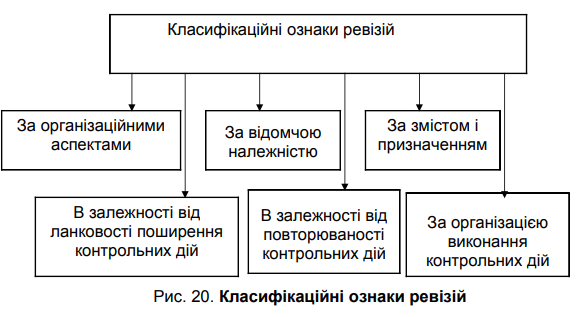 Класифікаційні ознаки ревізій
За організаційними
аспектами
За відомчою
належністю
За змістом і
призначенням
В залежності від
ланковості поширення
контрольних дій
В залежності від
повторюваності
контрольних дій
За організацією
виконання
контрольних дій
Рис. 20. Класифікаційні ознаки ревізій